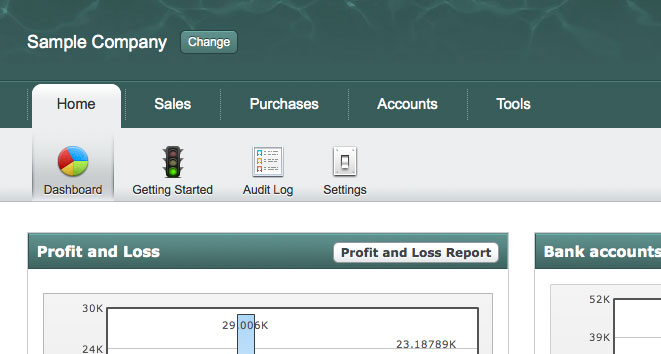 Sample Company Change
Home Sales Purchases Accounts Tools
Dashboard Getting Started Audit Log Settings
Profit and Loss Profit and Loss Report
30K
29.006K
23.18789K
24K
Bank accounts
52K
39K